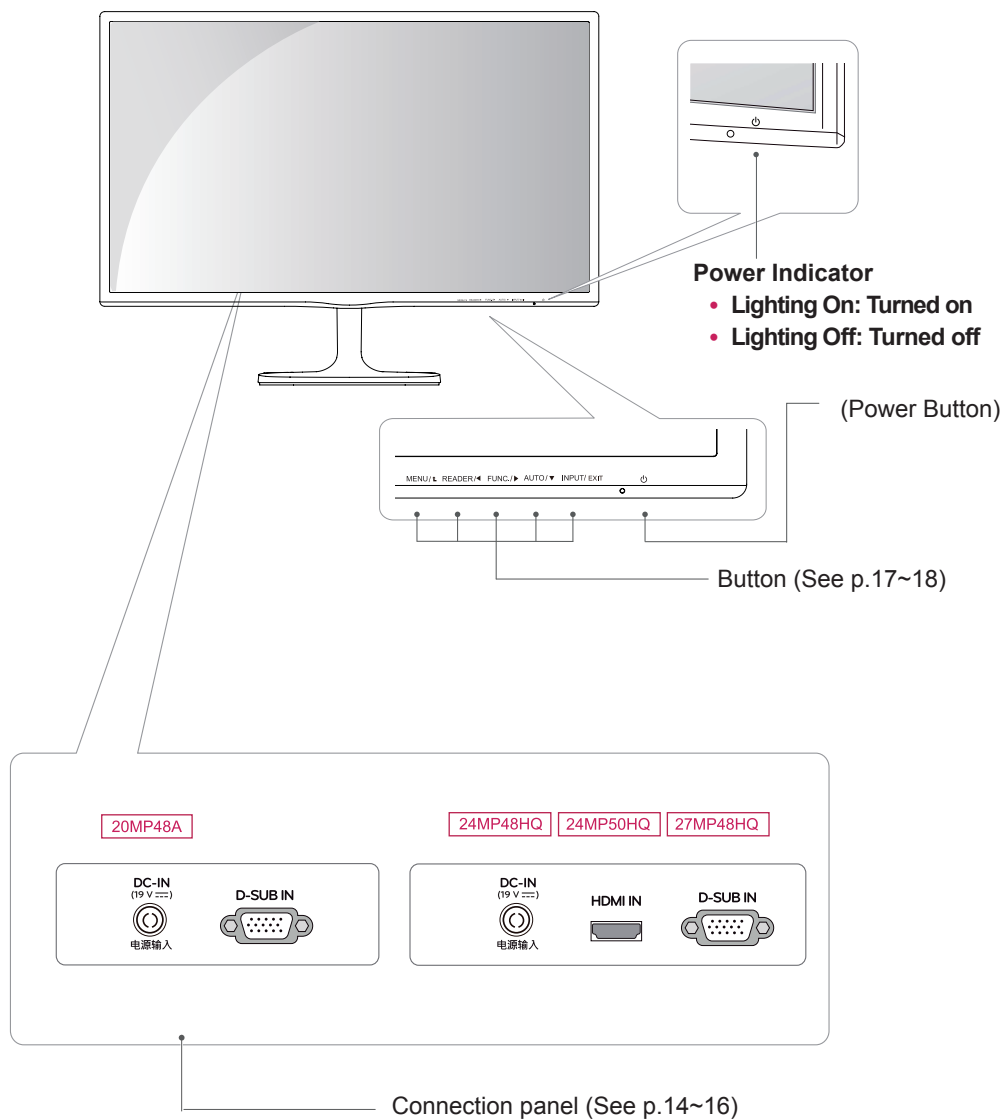 Power Indicator
• Lighting On: Turned on
• Lighting Off: Turned off
(Power Button)
MENU/ READER/◀ FUNC./▶ AUTO/▼ INPUT/ EXIT
Button (See p.17~18)
20MP48A
DC-IN
(19 V ⎓)
电源输入
D-SUB IN
24MP48HQ 24MP50HQ 27MP48HQ
DC-IN
(19 V ⎓)
电源输入
HDMI IN
D-SUB IN
Connection panel (See p.14~16)